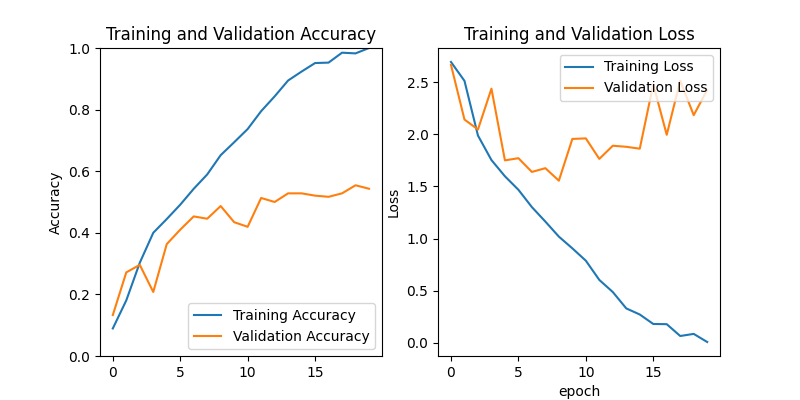 Training and Validation Accuracy
Accuracy
1.0
0.8
0.6
0.4
0.2
0.0
0
5
10
15
Training Accuracy
Validation Accuracy
Training and Validation Loss
Loss
2.5
2.0
1.5
1.0
0.5
0.0
0
5
10
15
epoch
Training Loss
Validation Loss